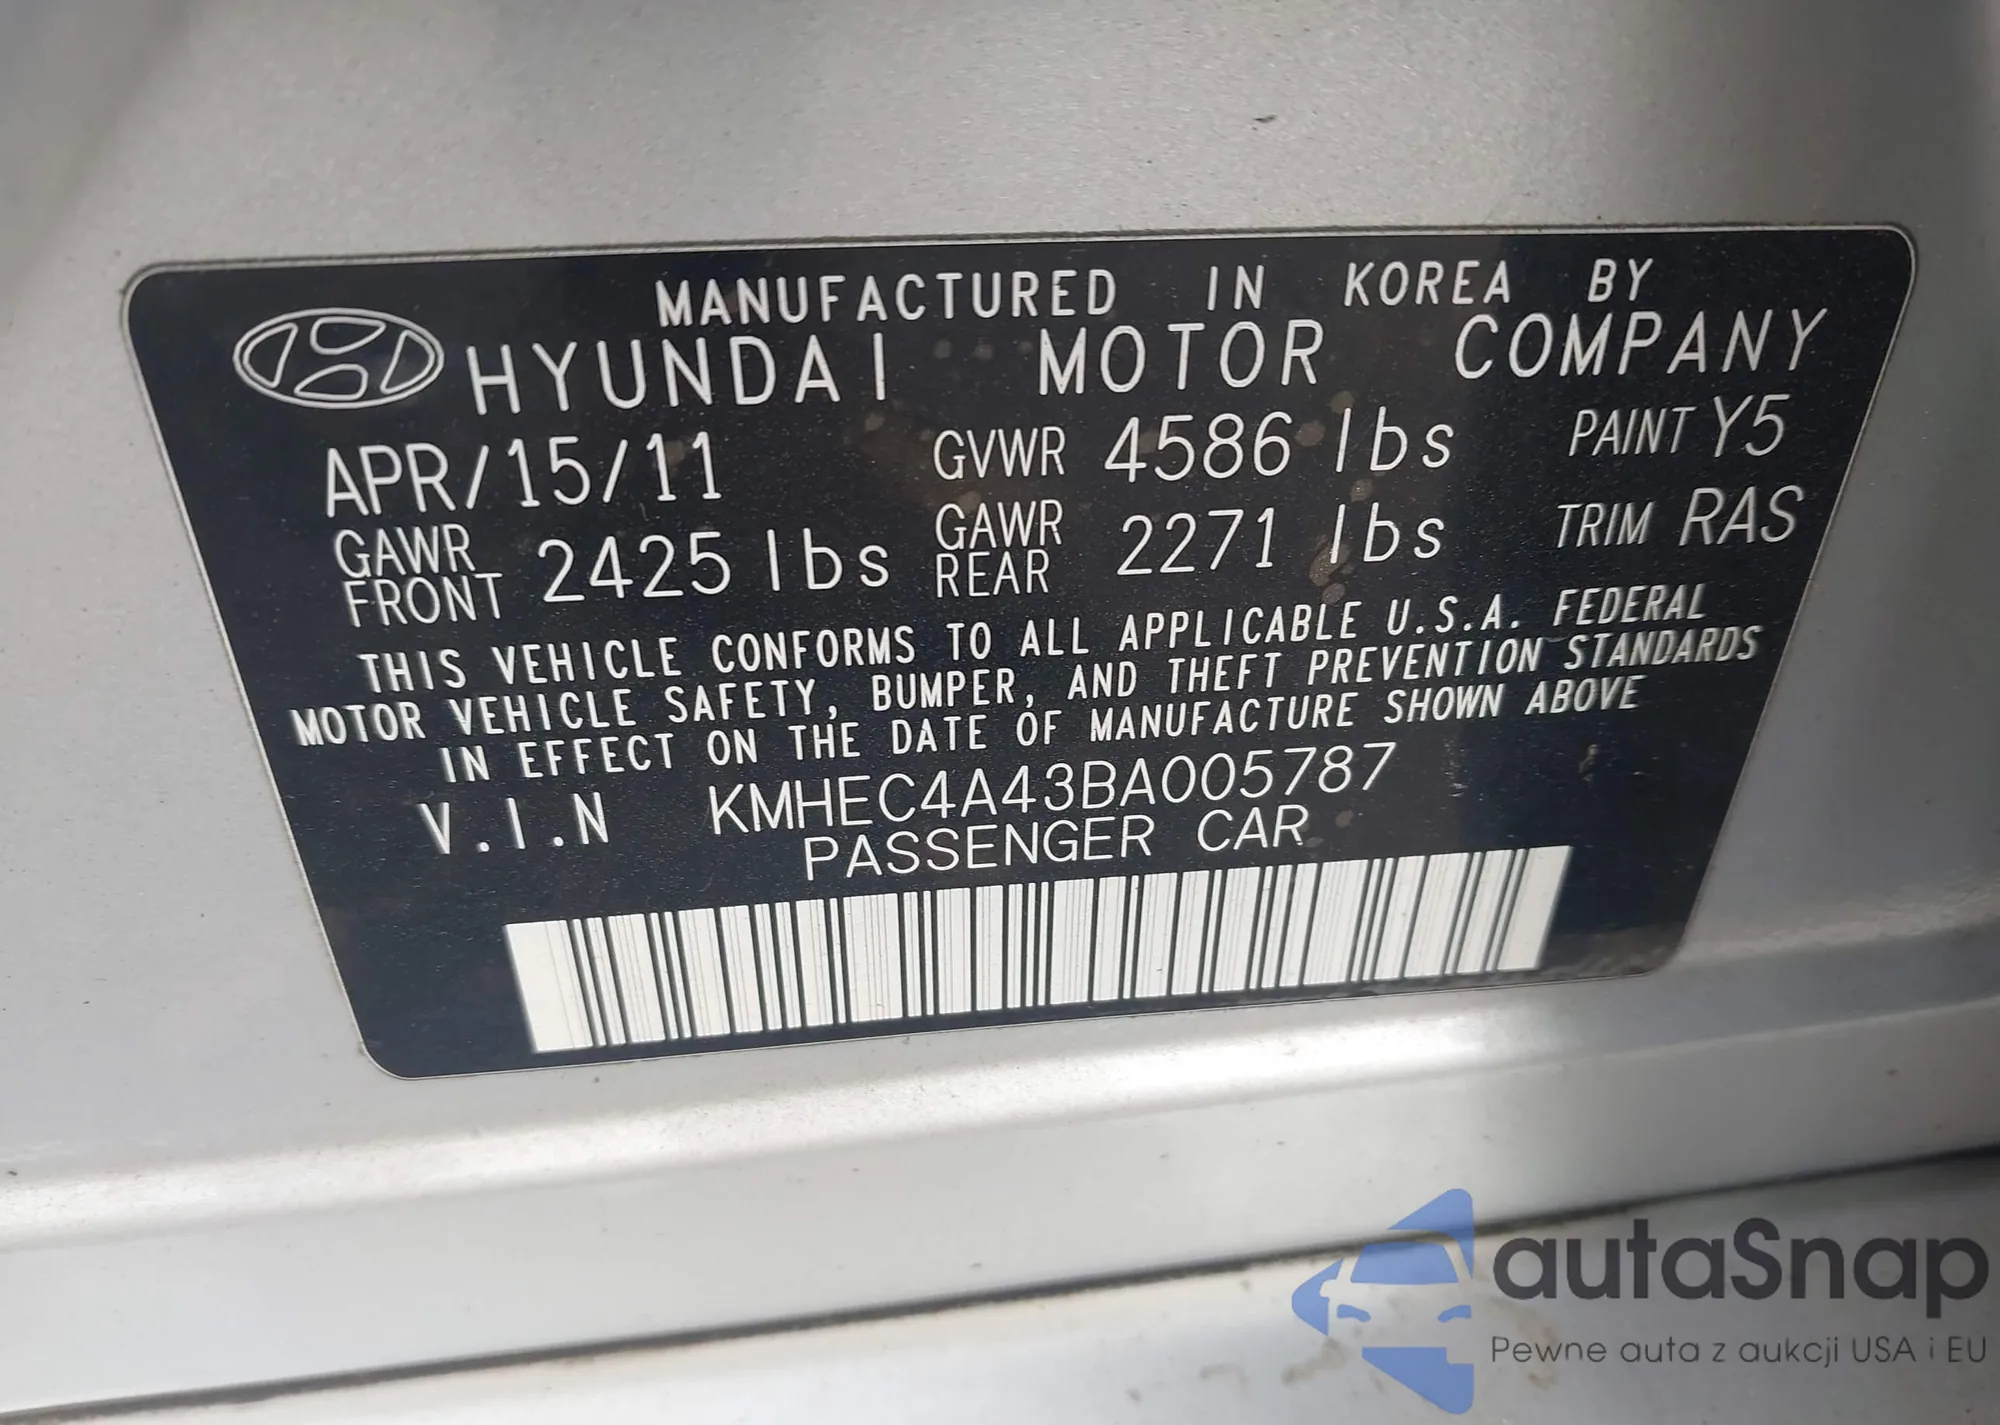 MANUFACTURED IN KOREA BY
HYUNDAI MOTOR COMPANY
APR/15/11 GVWR 4586 lbs PAINT Y5
GAWR FRONT 2425 lbs GAWR REAR 2271 lbs TRIM RAS
THIS VEHICLE CONFORMS TO ALL APPLICABLE U.S.A. FEDERAL
MOTOR VEHICLE SAFETY, BUMPER, AND THEFT PREVENTION STANDARDS
IN EFFECT ON THE DATE OF MANUFACTURE SHOWN ABOVE
V.I.N KMHEC4A43BA005787
PASSENGER CAR
autaSnap
Pewne auta z aukcji USA i EU